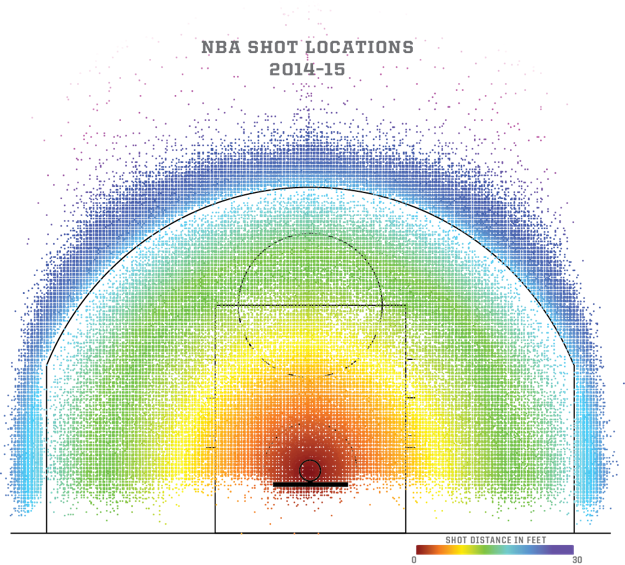 NBA SHOT LOCATIONS
2014-15
SHOT DISTANCE IN FEET
0 30